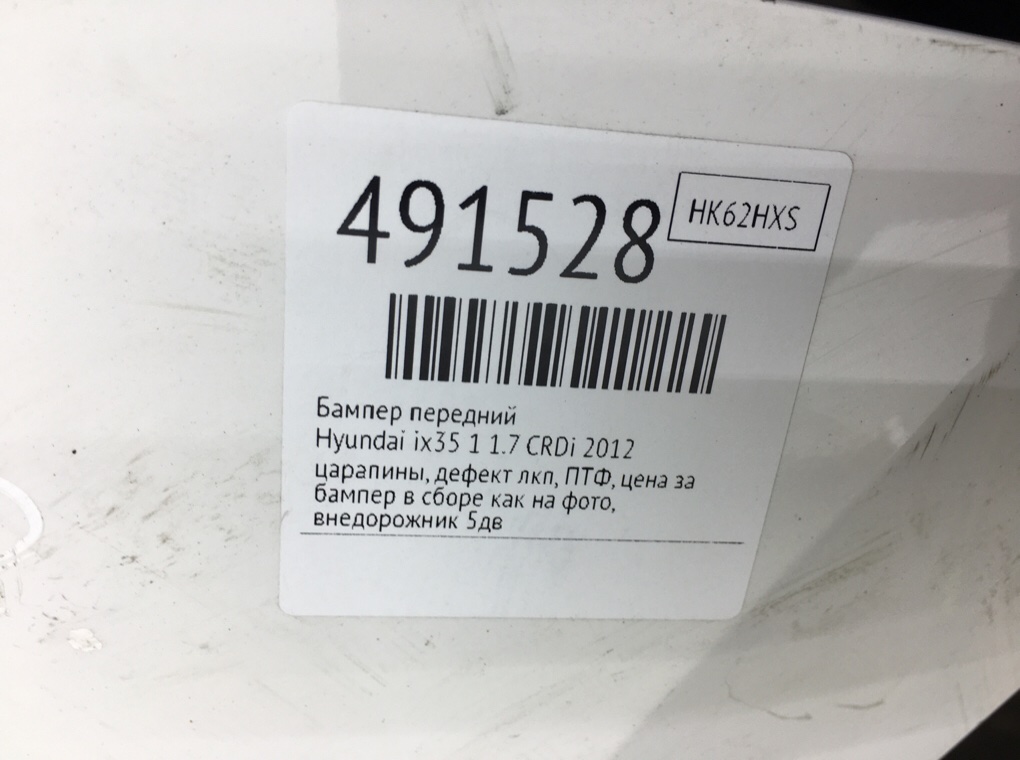 491528
HK62HXS
Бампер передний
Hyundai ix35 1 1.7 CRDi 2012
царапины, дефект лкп, ПТФ, цена за
бампер в сборе как на фото,
внедорожник 5дв